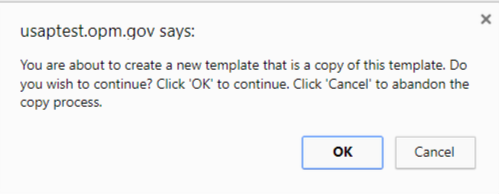 usaptest.opm.gov says:
You are about to create a new template that is a copy of this template. Do
you wish to continue? Click 'OK' to continue. Click 'Cancel' to abandon the
copy process.
OK
Cancel